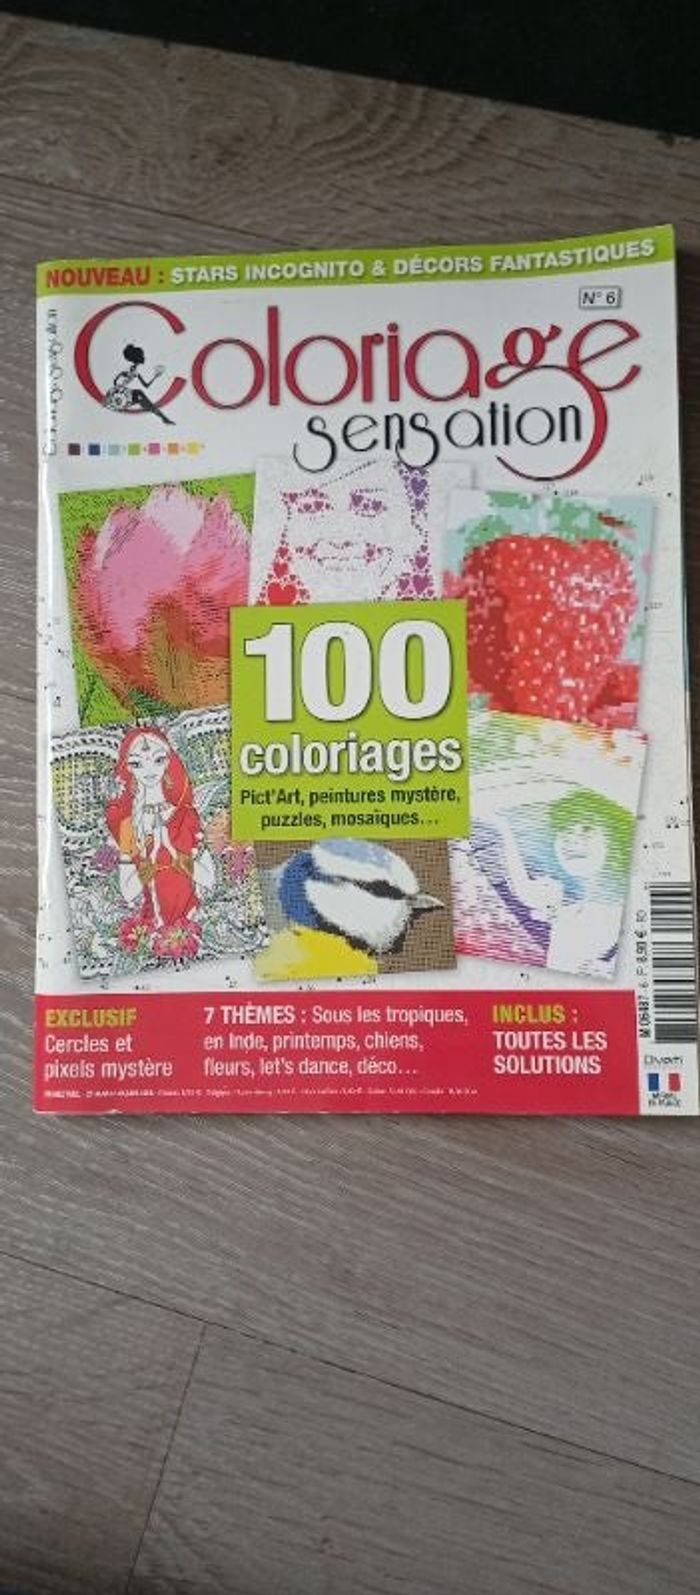 NOUVEAU : STARS INCOGNITO & DÉCORS FANTASTIQUES
N° 6
Coloriage
sensation
100
coloriages
Pict'Art, peintures mystère,
puzzles, mosaïques...
EXCLUSIF
Cercles et
pixels mystère
7 THÈMES : Sous les tropiques,
en Inde, printemps, chiens,
fleurs, let's dance, déco...
INCLUS :
TOUTES LES
SOLUTIONS
Diverti